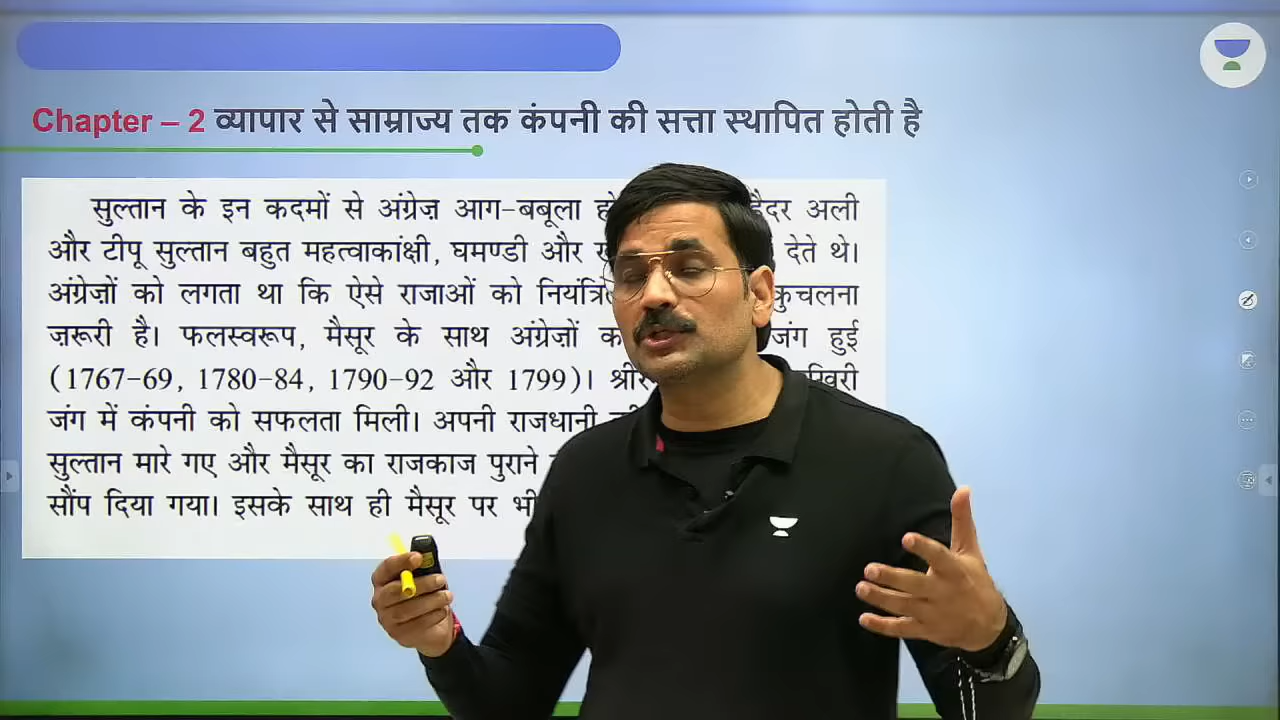 Chapter – 2 व्यापार से साम्राज्य तक कंपनी की सत्ता स्थापित होती है
सुल्तान के इन कदमों से अंग्रेज़ आग-बबूला हैदर अली
और टीपू सुल्तान बहुत महत्वाकांक्षी, घमण्डी और देते थे।
अंग्रेज़ों को लगता था कि ऐसे राजाओं को कुचलना
ज़रूरी है। फलस्वरूप, मैसूर के साथ अंग्रेज़ों जंग हुई
(1767-69, 1780-84, 1790-92 और 1799)।
जंग में कंपनी को सफलता मिली। अपनी राजधानी
सुल्तान मारे गए और मैसूर का राजकाज पुराने
सौंप दिया गया। इसके साथ ही मैसूर पर भी